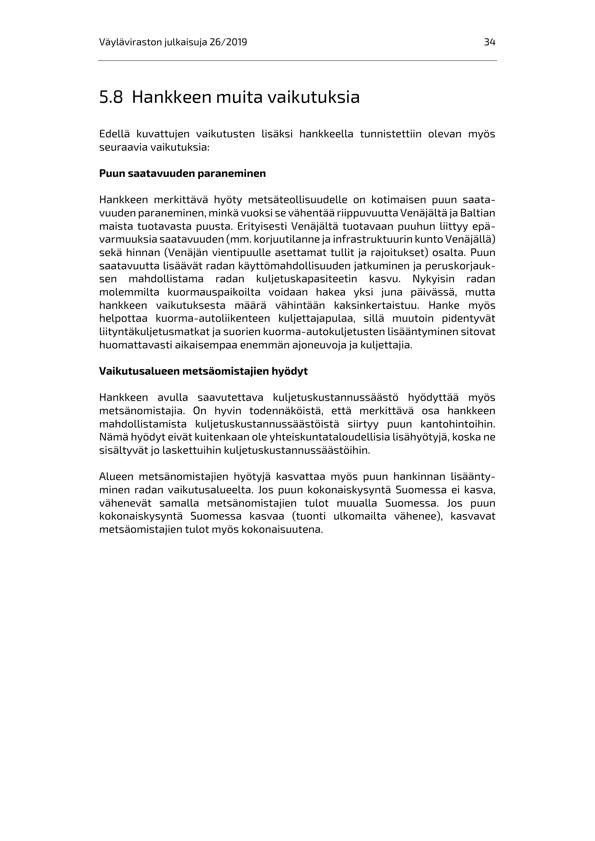 Väyläviraston julkaisuja 26/2019 34
5.8 Hankkeen muita vaikutuksia
Edellä kuvattujen vaikutusten lisäksi hankkeella tunnistettiin olevan myös
seuraavia vaikutuksia:
Puun saatavuuden paraneminen
Hankkeen merkittävä hyöty metsäteollisuudelle on kotimaisen puun saata-
vuuden paraneminen, minkä vuoksi se vähentää riippuvuutta Venäjältä ja Baltian
maista tuotavasta puusta. Erityisesti Venäjältä tuotavaan puuhun liittyy epä-
varmuuksia saatavuuden (mm. korjuutilanne ja infrastruktuurin kunto Venäjällä)
sekä hinnan (Venäjän vientipuulle asettamat tullit ja rajoitukset) osalta. Puun
saatavuutta lisäävät radan käyttömahdollisuuden jatkuminen ja peruskorjauk-
sen mahdollistama radan kuljetuskapasiteetin kasvu. Nykyisin radan
molemmilta kuormauspaikoilta voidaan hakea yksi juna päivässä, mutta
hankkeen vaikutuksesta määrä vähintään kaksinkertaistuu. Hanke myös
helpottaa kuorma-autoliikenteen kuljettajapulaa, sillä muutoin pidentyvät
liityntäkuljetusmatkat ja suorien kuorma-autokuljetusten lisääntyminen sitovat
huomattavasti aikaisempaa enemmän ajoneuvoja ja kuljettajia.
Vaikutusalueen metsäomistajien hyödyt
Hankkeen avulla saavutettava kuljetuskustannussäästö hyödyttää myös
metsänomistajia. On hyvin todennäköistä, että merkittävä osa hankkeen
mahdollistamista kuljetuskustannussäästöistä siirtyy puun kantohintoihin.
Nämä hyödyt eivät kuitenkaan ole yhteiskuntataloudellisia lisähyötyjä, koska ne
sisältyvät jo laskettuihin kuljetuskustannussäästöihin.
Alueen metsänomistajien hyötyjä kasvattaa myös puun hankinnan lisäänty-
minen radan vaikutusalueelta. Jos puun kokonaiskysyntä Suomessa ei kasva,
vähenevät samalla metsänomistajien tulot muualla Suomessa. Jos puun
kokonaiskysyntä Suomessa kasvaa (tuonti ulkomailta vähenee), kasvavat
metsäomistajien tulot myös kokonaisuutena.